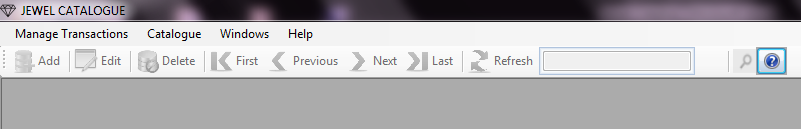 JEWEL CATALOGUE
Manage Transactions Catalogue Windows Help
Add Edit Delete First Previous Next Last Refresh ?